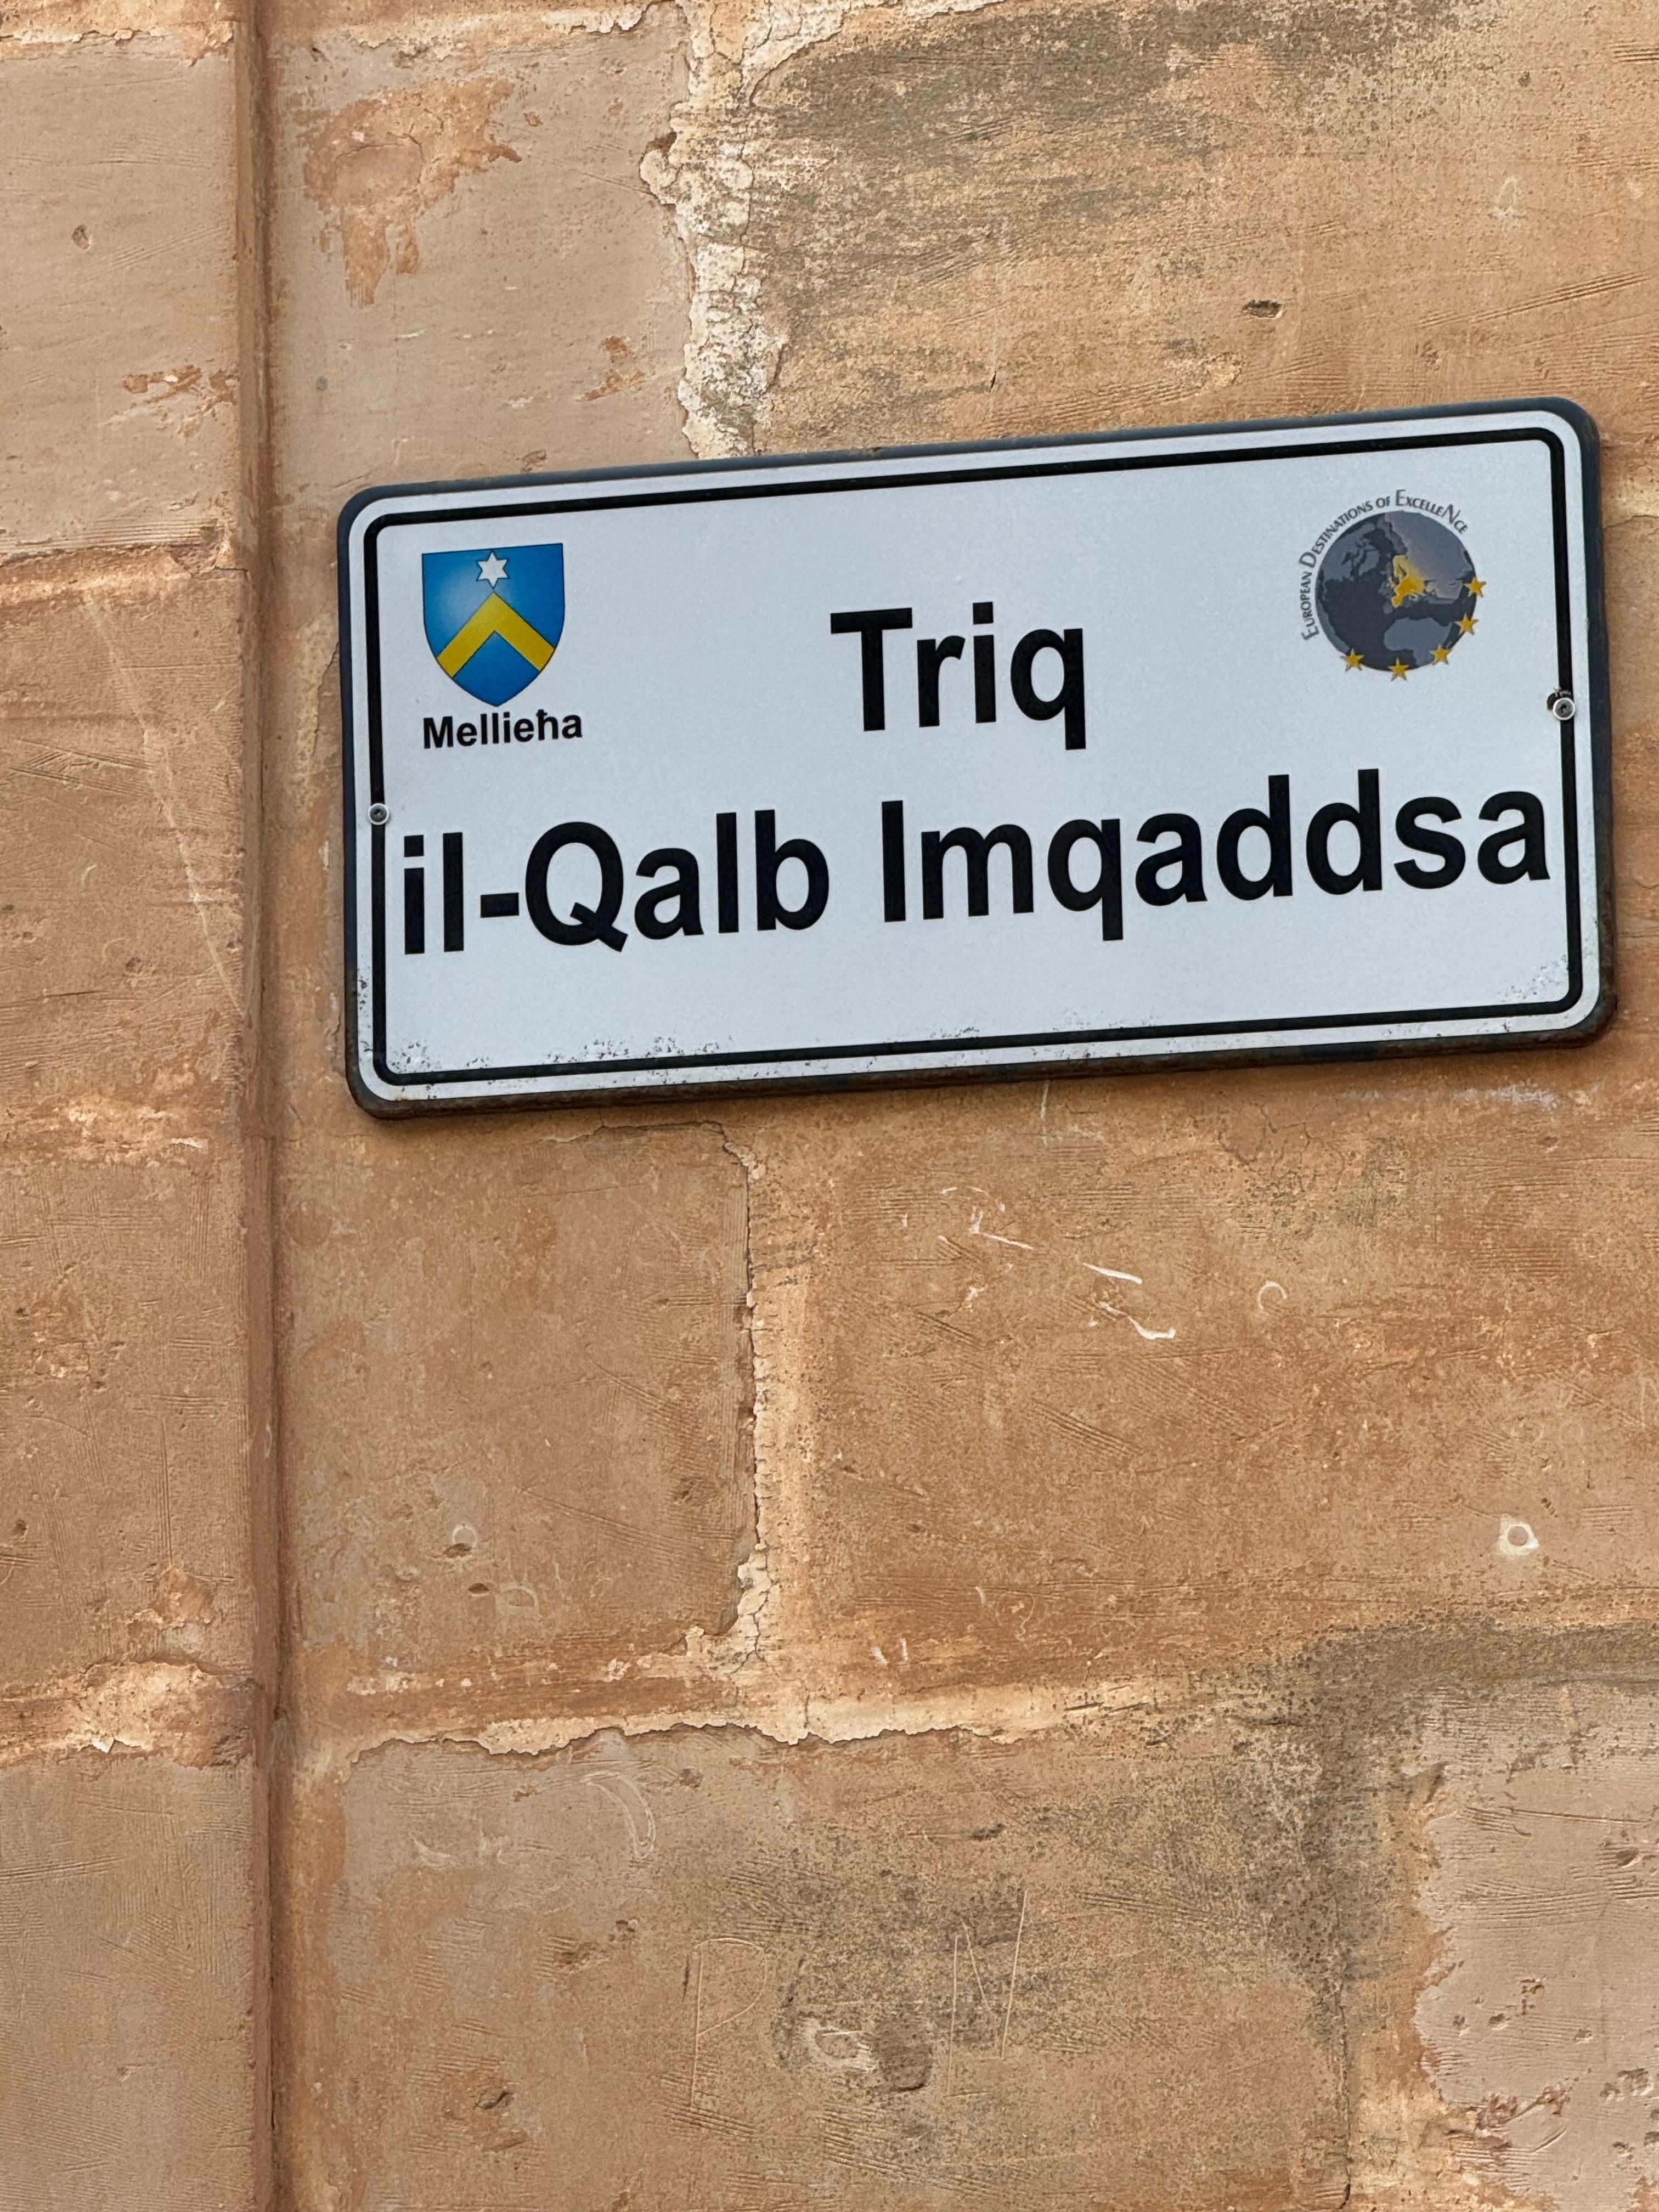 EUROPEAN DESTINATIONS OF EXCELLENCE
Mellieħa
Triq
il-Qalb Imqaddsa